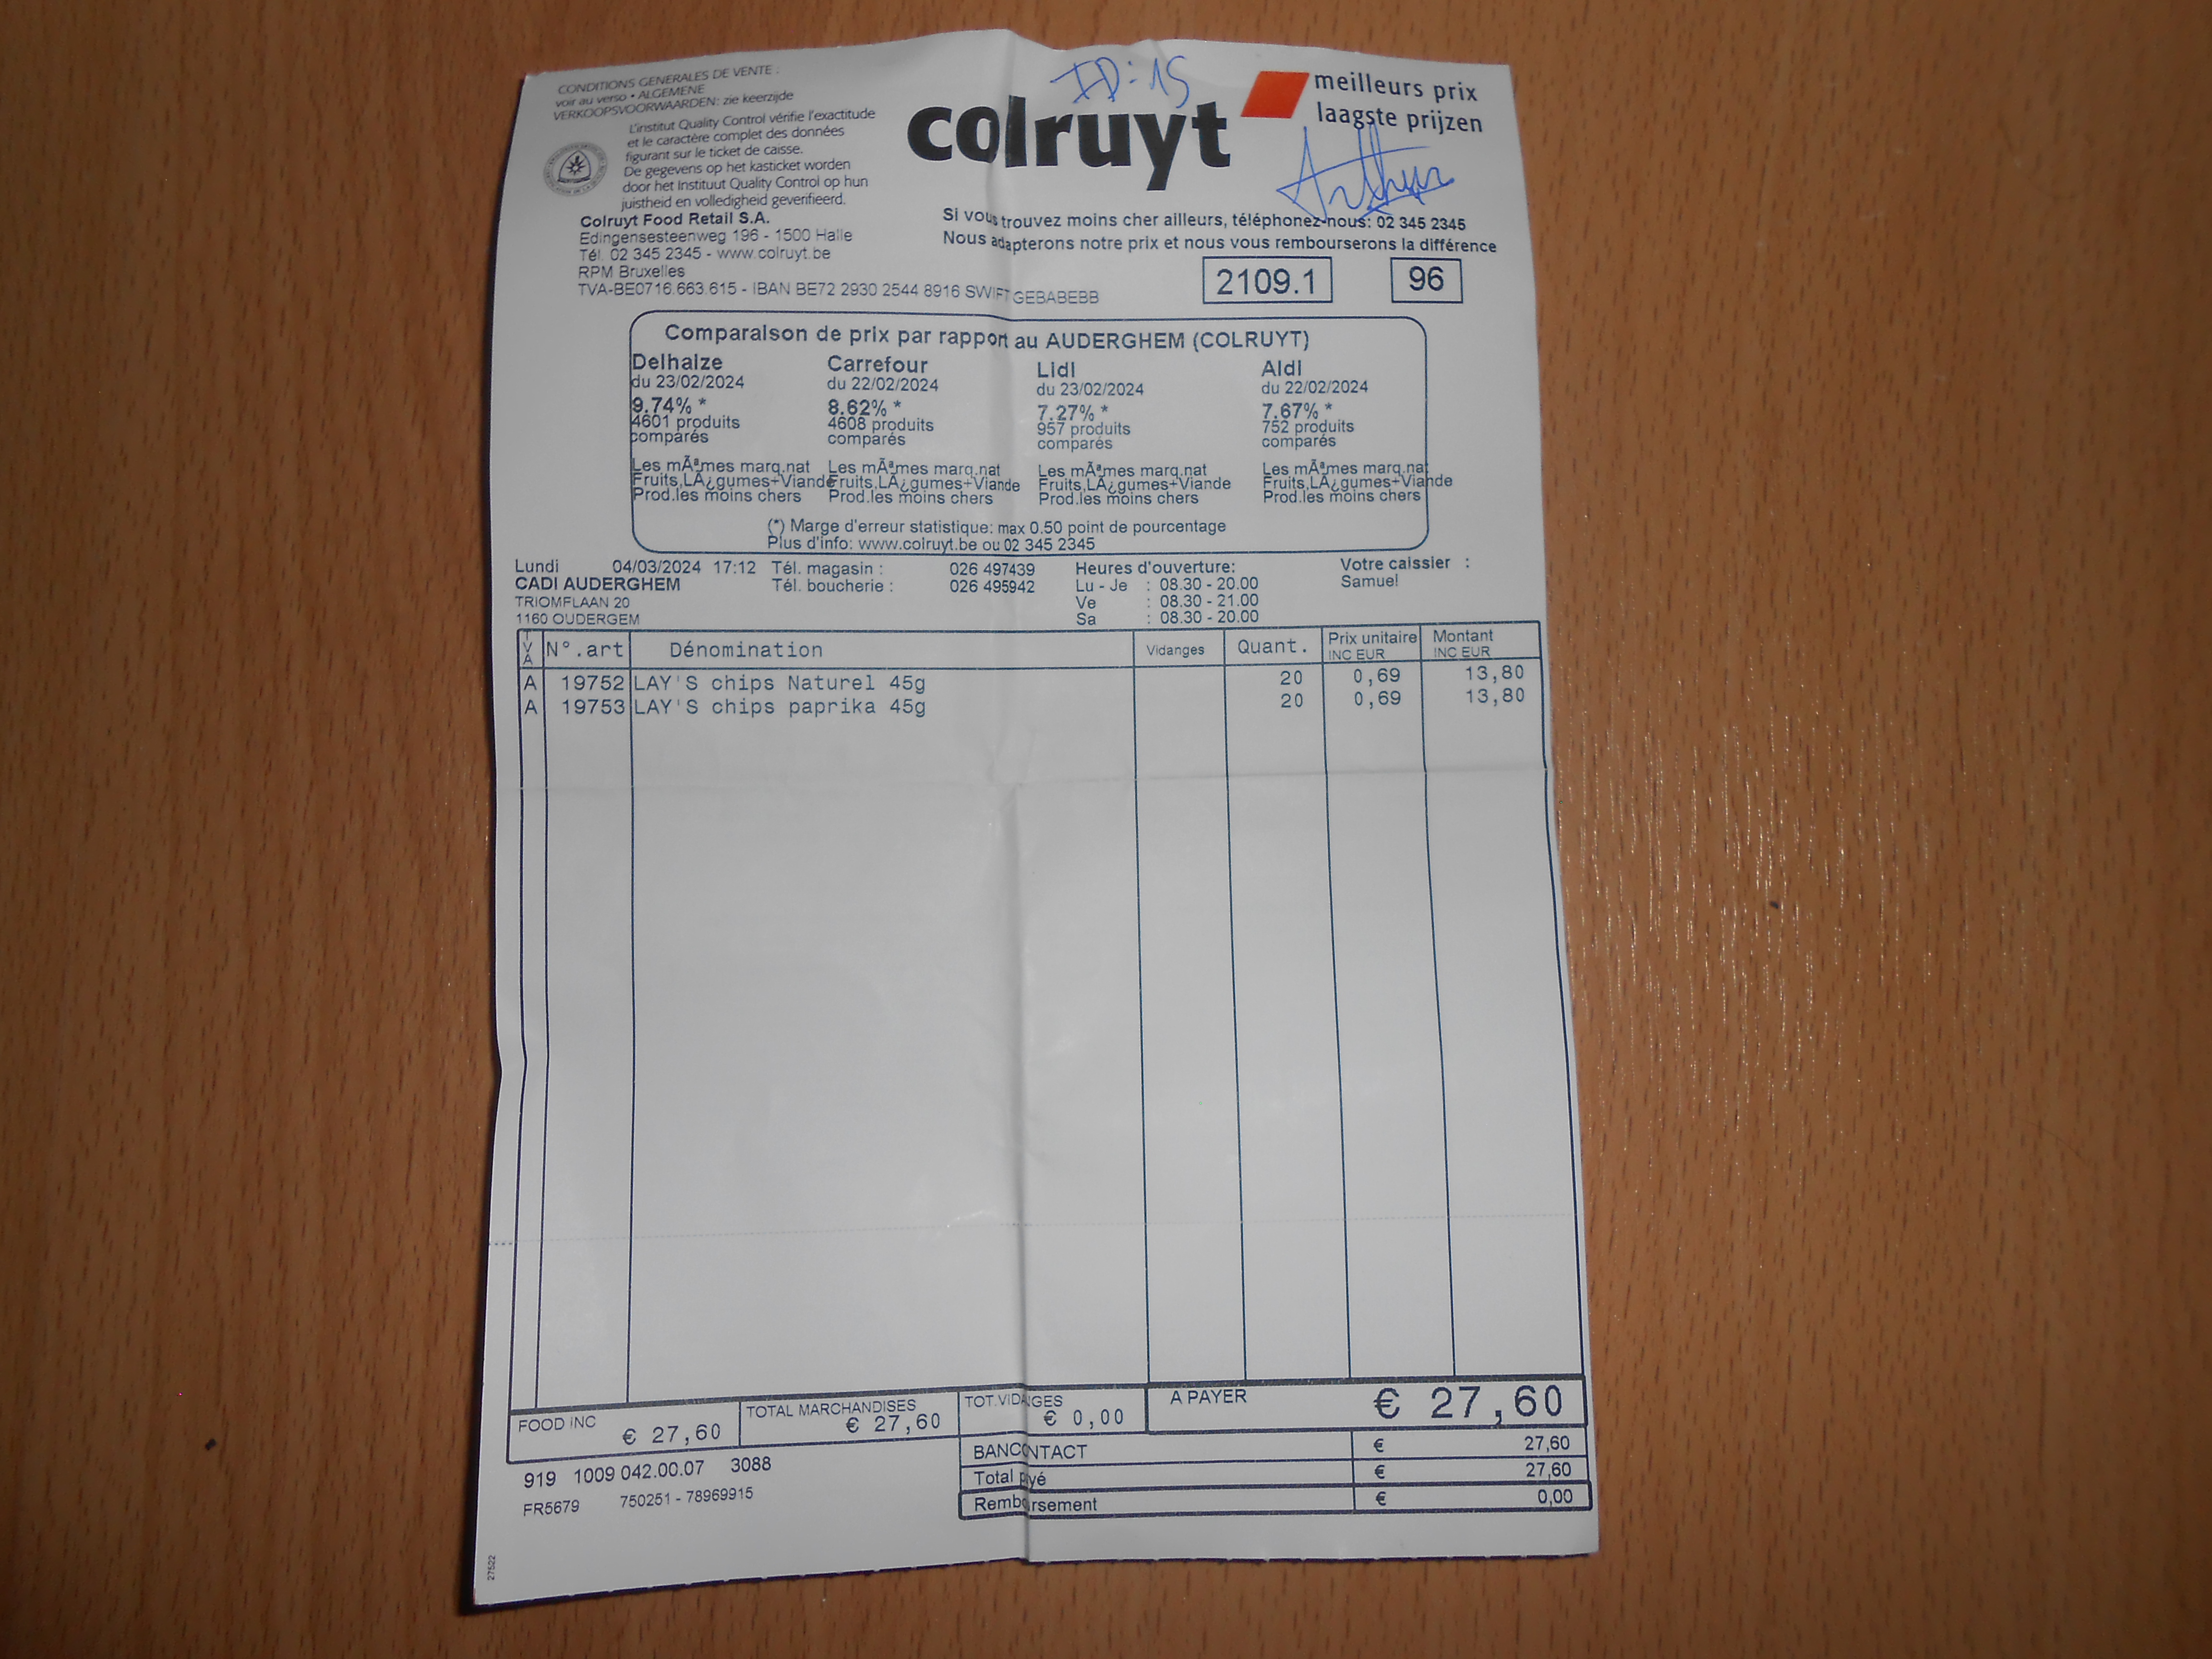 CONDITIONS GENERALES DE VENTE :
voir au verso • ALGEMENE
VERKOOPSVOORWAARDEN: zie keerzijde
L'institut Quality Control vérifie l'exactitude
et le caractère complet des données
figurant sur le ticket de caisse.
De gegevens op het kasticket worden
door het Instituut Quality Control op hun
juistheid en volledigheid geverifieerd.
ID:15
colruyt
meilleurs prix
laagste prijzen
Arthur
Colruyt Food Retail S.A.
Edingensesteenweg 196 - 1500 Halle
Tél. 02 345 2345 - www.colruyt.be
RPM Bruxelles
TVA-BE0716.663.615 - IBAN BE72 2930 2544 8916 SWIFT GEBABEBB
Si vous trouvez moins cher ailleurs, téléphonez-nous: 02 345 2345
Nous adapterons notre prix et nous vous rembourserons la différence
2109.1 96
Comparaison de prix par rapport au AUDERGHEM (COLRUYT)
Delhaize Carrefour Lidl Aldi
du 23/02/2024 du 22/02/2024 du 23/02/2024 du 22/02/2024
9.74% * 8.62% * 7.27% * 7.67% *
4601 produits 4608 produits 957 produits 752 produits
comparés comparés comparés comparés
Les mÃªmes marq.nat Les mÃªmes marq.nat Les mÃªmes marq.nat Les mÃªmes marq.nat
Fruits,LÃ¿gumes+Viande Fruits,LÃ¿gumes+Viande Fruits,LÃ¿gumes+Viande Fruits,LÃ¿gumes+Viande
Prod.les moins chers Prod.les moins chers Prod.les moins chers Prod.les moins chers
(*) Marge d'erreur statistique: max 0.50 point de pourcentage
Plus d'info: www.colruyt.be ou 02 345 2345
Lundi 04/03/2024 17:12 Tél. magasin : 026 497439 Heures d'ouverture: Votre caissier :
CADI AUDERGHEM Tél. boucherie : 026 495942 Lu - Je : 08.30 - 20.00 Samuel
TRIOMFLAAN 20 Ve : 08.30 - 21.00
1160 OUDERGEM Sa : 08.30 - 20.00
TVA N°.art Dénomination Vidanges Quant. Prix unitaire INC EUR Montant INC EUR
A 19752 LAY'S chips Naturel 45g 20 0,69 13,80
A 19753 LAY'S chips paprika 45g 20 0,69 13,80
FOOD INC € 27,60 TOTAL MARCHANDISES € 27,60 TOT.VIDANGES € 0,00 A PAYER € 27,60
BANCONTACT € 27,60
Total payé € 27,60
Remboursement € 0,00
919 1009 042.00.07 3088
FR5679 750251 - 78969915
27522